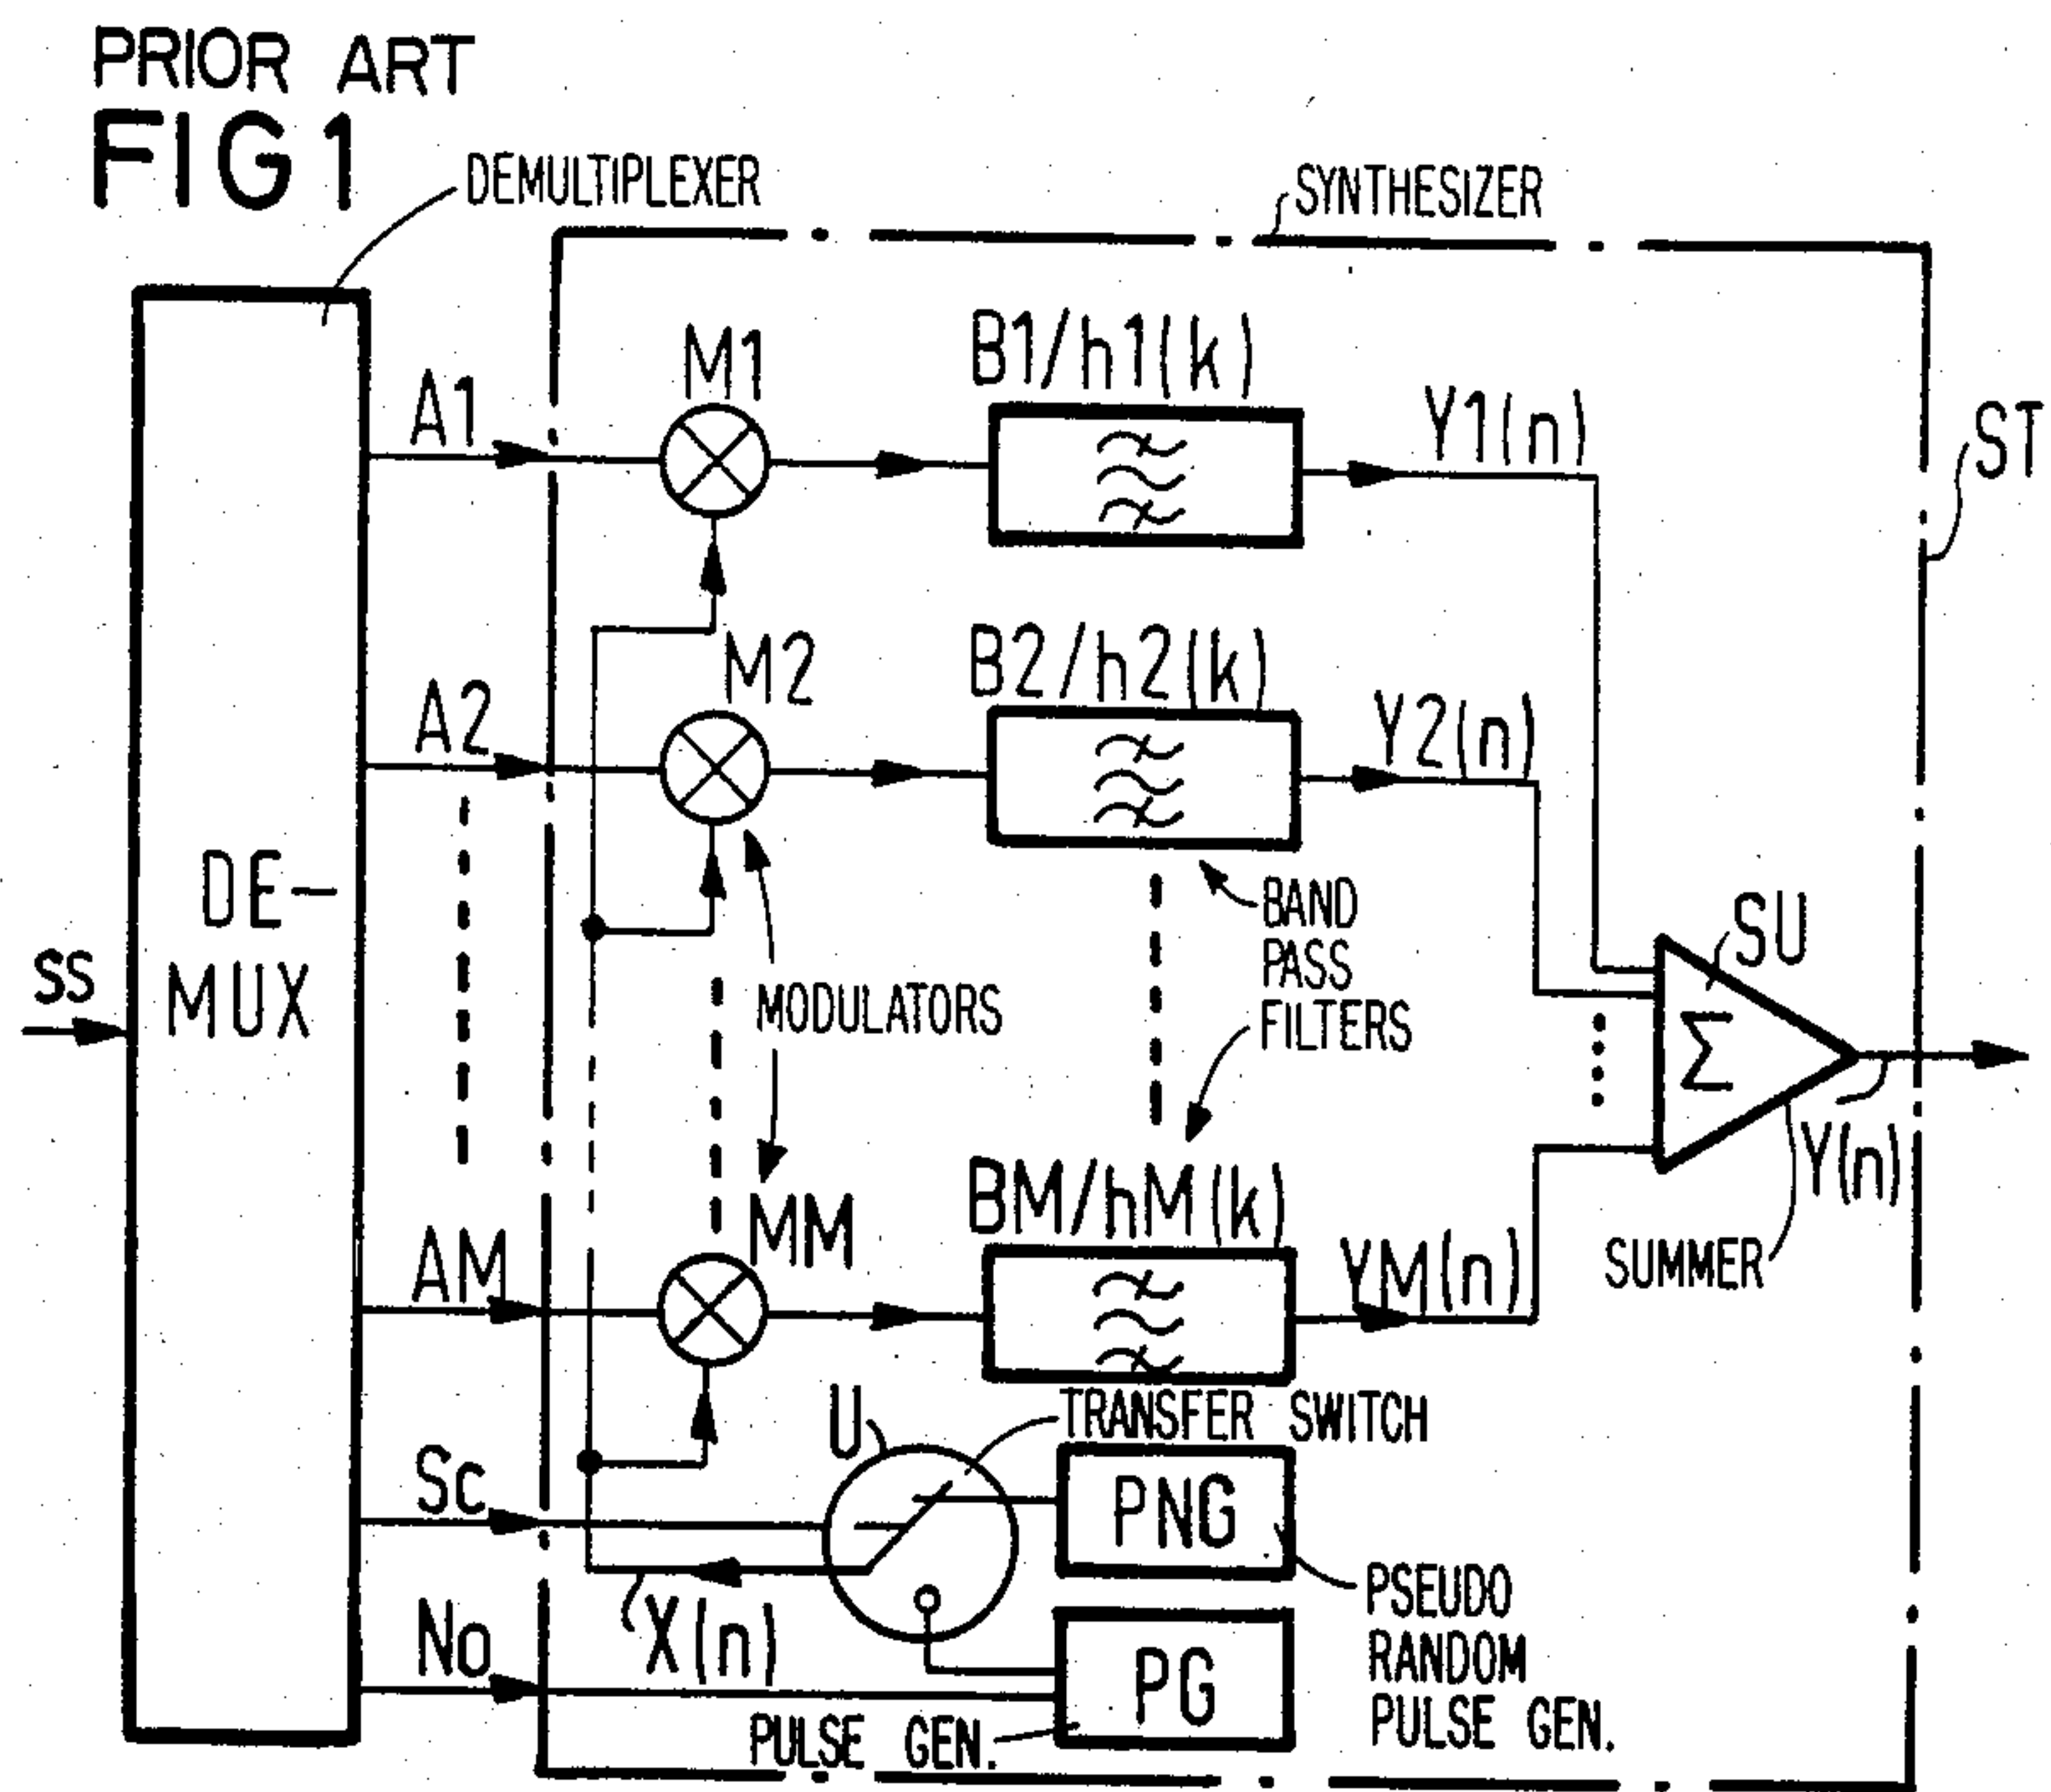 PRIOR ART
FIG 1
DEMULTIPLEXER
SYNTHESIZER
M1
B1/h1(k)
A1
Y1(n)
ST
M2
B2/h2(k)
A2
Y2(n)
DE-
MUX
SS
BAND
PASS
FILTERS
MODULATORS
SU
Σ
Y(n)
SUMMER
MM
BM/hM(k)
AM
YM(n)
U
TRANSFER SWITCH
Sc
PNG
X(n)
PSEUDO
RANDOM
PULSE GEN.
No
PG
PULSE GEN.